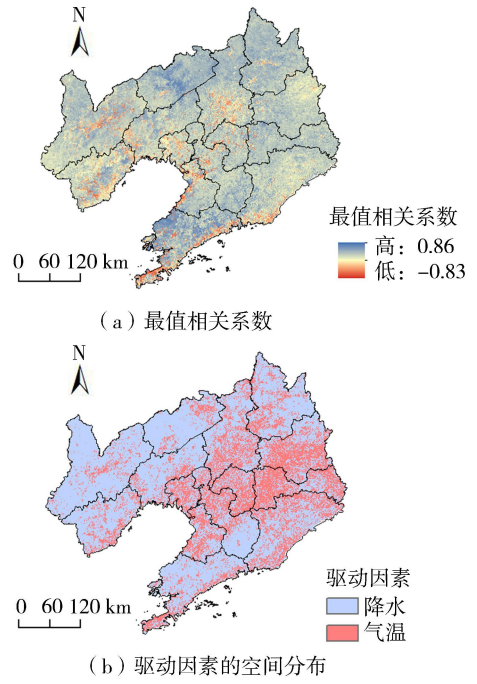 N
最值相关系数
高：0.86
低：-0.83
0 60 120 km
（a）最值相关系数
N
驱动因素
降水
气温
0 60 120 km
（b）驱动因素的空间分布